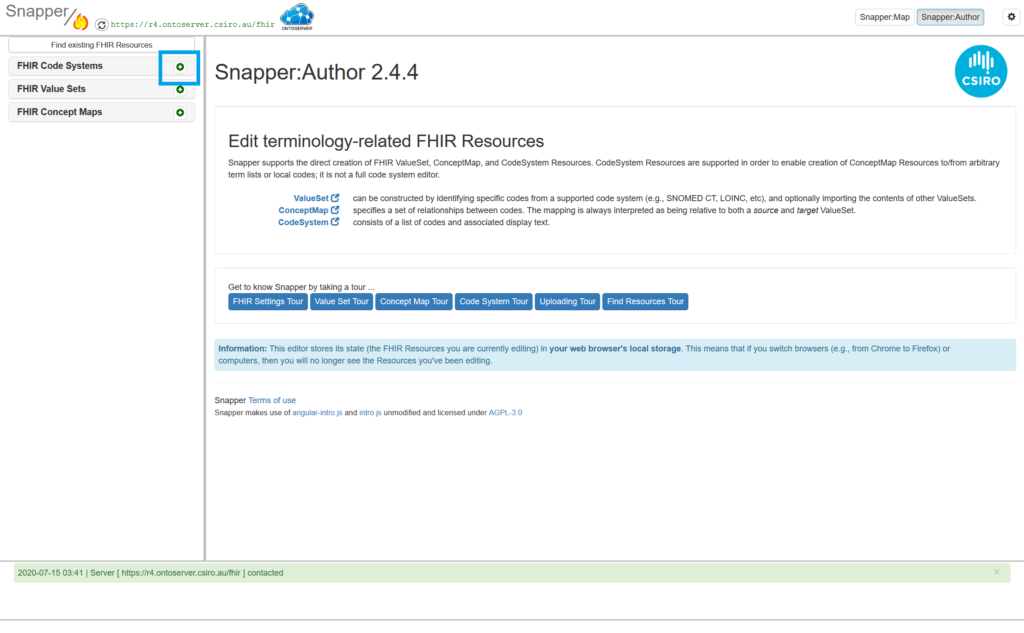 Snapper
https://r4.ontoserver.csiro.au/fhir
ONTOSERVER
Snapper:Map
Snapper:Author
Find existing FHIR Resources
FHIR Code Systems
FHIR Value Sets
FHIR Concept Maps
Snapper:Author 2.4.4
CSIRO
Edit terminology-related FHIR Resources
Snapper supports the direct creation of FHIR ValueSet, ConceptMap, and CodeSystem Resources. CodeSystem Resources are supported in order to enable creation of ConceptMap Resources to/from arbitrary
term lists or local codes; it is not a full code system editor.
ValueSet can be constructed by identifying specific codes from a supported code system (e.g., SNOMED CT, LOINC, etc), and optionally importing the contents of other ValueSets.
ConceptMap specifies a set of relationships between codes. The mapping is always interpreted as being relative to both a source and target ValueSet.
CodeSystem consists of a list of codes and associated display text.
Get to know Snapper by taking a tour ...
FHIR Settings Tour
Value Set Tour
Concept Map Tour
Code System Tour
Uploading Tour
Find Resources Tour
Information: This editor stores its state (the FHIR Resources you are currently editing) in your web browser's local storage. This means that if you switch browsers (e.g., from Chrome to Firefox) or
computers, then you will no longer see the Resources you've been editing.
Snapper Terms of use
Snapper makes use of angular-intro.js and intro.js unmodified and licensed under AGPL-3.0
2020-07-15 03:41 | Server [ https://r4.ontoserver.csiro.au/fhir ] contacted